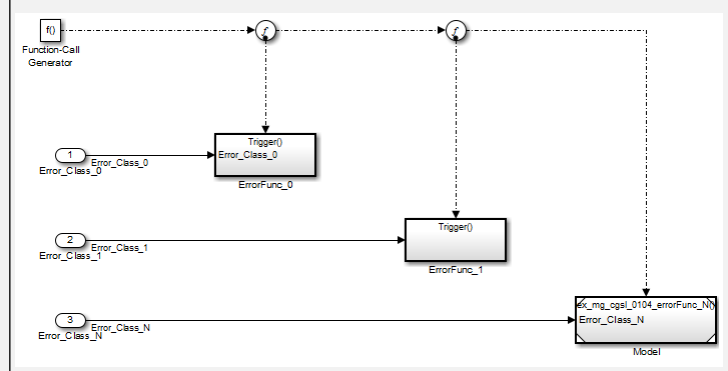 f()
f
f
Function-Call
Generator
Trigger()
1
Error_Class_0
Error_Class_0
Error_Class_0
ErrorFunc_0
Trigger()
2
Error_Class_1
Error_Class_1
ErrorFunc_1
ex_mg_cgsl_0104_errorFunc_N()
3
Error_Class_N
Error_Class_N
Error_Class_N
Model